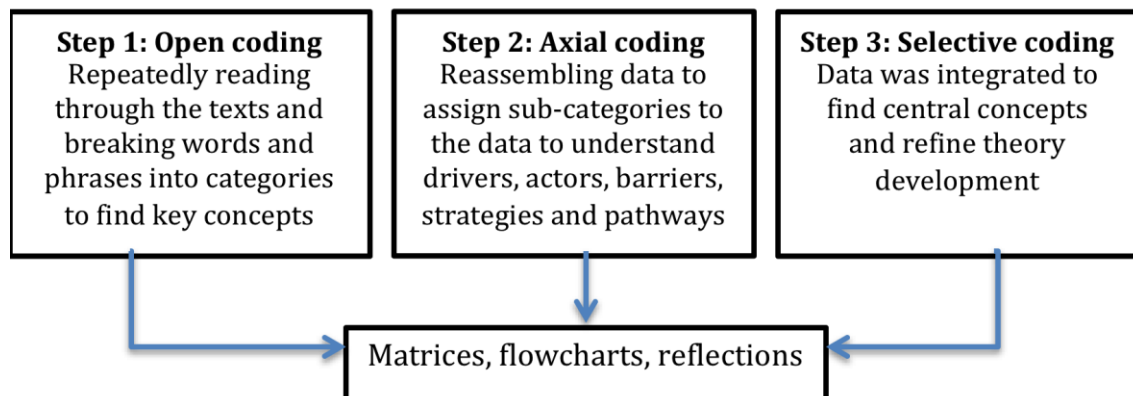 Step 1: Open coding
Repeatedly reading
through the texts and
breaking words and
phrases into categories
to find key concepts
Step 2: Axial coding
Reassembling data to
assign sub-categories to
the data to understand
drivers, actors, barriers,
strategies and pathways
Step 3: Selective coding
Data was integrated to
find central concepts
and refine theory
development
Matrices, flowcharts, reflections